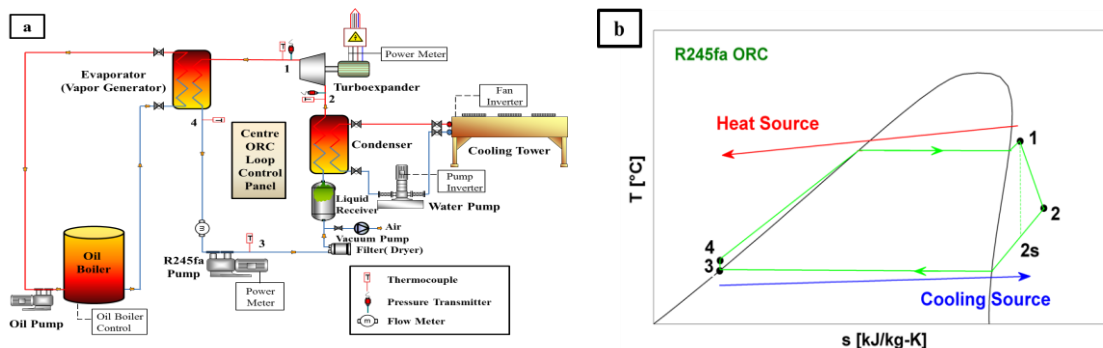 a
Power Meter
Evaporator
(Vapor Generator)
1
Turboexpander
2
Fan
Inverter
4
Centre
ORC
Loop
Control
Panel
Condenser
Cooling Tower
Pump
Inverter
Liquid
Receiver
Water Pump
Air
Vacuum Pump
m
T
3
Filter( Dryer)
Oil
Boiler
R245fa
Pump
Power
Meter
Oil Pump
Oil Boiler
Control
T
Thermocouple
Pressure Transmitter
m
Flow Meter
b
R245fa ORC
Heat Source
1
T [°C]
2
4
3
2s
Cooling Source
s [kJ/kg-K]